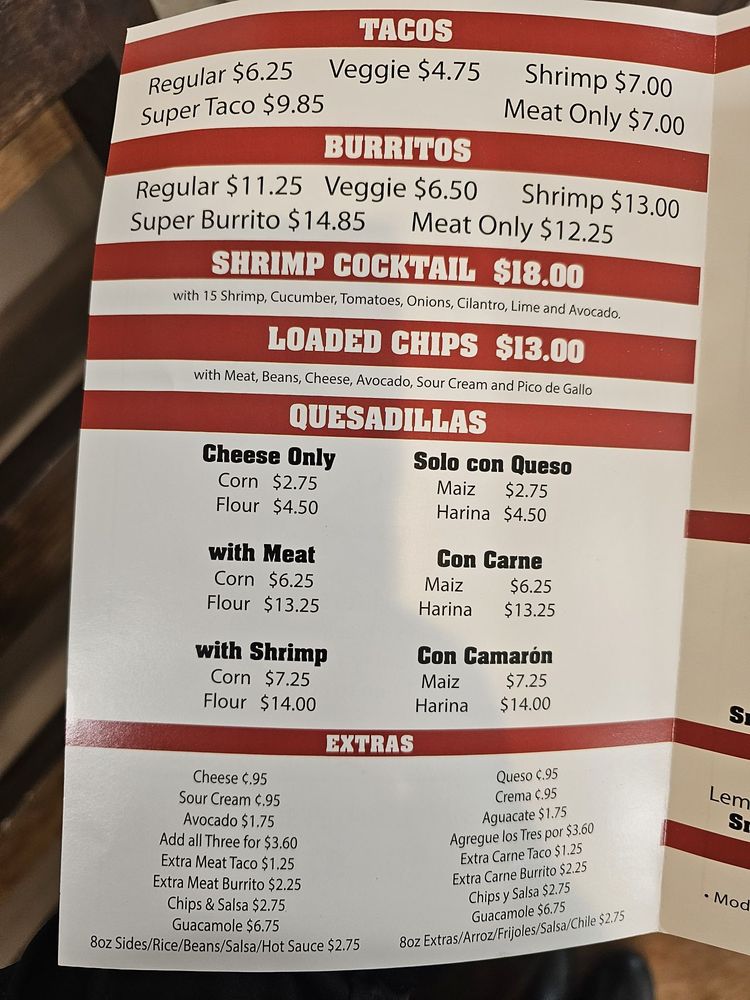 TACOS
Regular $6.25 Veggie $4.75 Shrimp $7.00
Super Taco $9.85 Meat Only $7.00
BURRITOS
Regular $11.25 Veggie $6.50 Shrimp $13.00
Super Burrito $14.85 Meat Only $12.25
SHRIMP COCKTAIL $18.00
with 15 Shrimp, Cucumber, Tomatoes, Onions, Cilantro, Lime and Avocado.
LOADED CHIPS $13.00
with Meat, Beans, Cheese, Avocado, Sour Cream and Pico de Gallo
QUESADILLAS
Cheese Only
Corn $2.75
Flour $4.50
with Meat
Corn $6.25
Flour $13.25
with Shrimp
Corn $7.25
Flour $14.00
Solo con Queso
Maiz $2.75
Harina $4.50
Con Carne
Maiz $6.25
Harina $13.25
Con Camarón
Maiz $7.25
Harina $14.00
EXTRAS
Cheese ¢.95
Sour Cream ¢.95
Avocado $1.75
Add all Three for $3.60
Extra Meat Taco $1.25
Extra Meat Burrito $2.25
Chips & Salsa $2.75
Guacamole $6.75
8oz Sides/Rice/Beans/Salsa/Hot Sauce $2.75
Queso ¢.95
Crema ¢.95
Aguacate $1.75
Agregue los Tres por $3.60
Extra Carne Taco $1.25
Extra Carne Burrito $2.25
Chips y Salsa $2.75
Guacamole $6.75
8oz Extras/Arroz/Frijoles/Salsa/Chile $2.75
Lem
• Mod